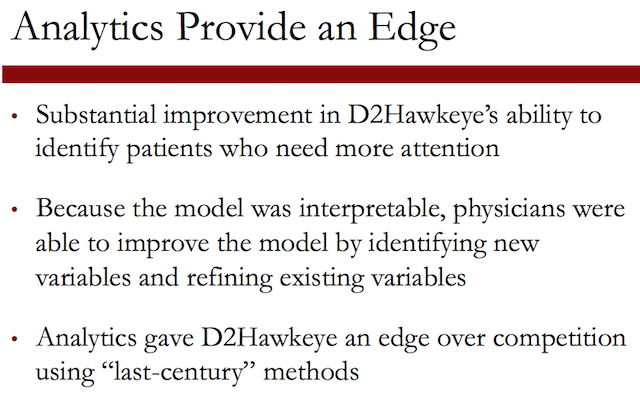 Analytics Provide an Edge
• Substantial improvement in D2Hawkeye’s ability to
identify patients who need more attention
• Because the model was interpretable, physicians were
able to improve the model by identifying new
variables and refining existing variables
• Analytics gave D2Hawkeye an edge over competition
using “last-century” methods